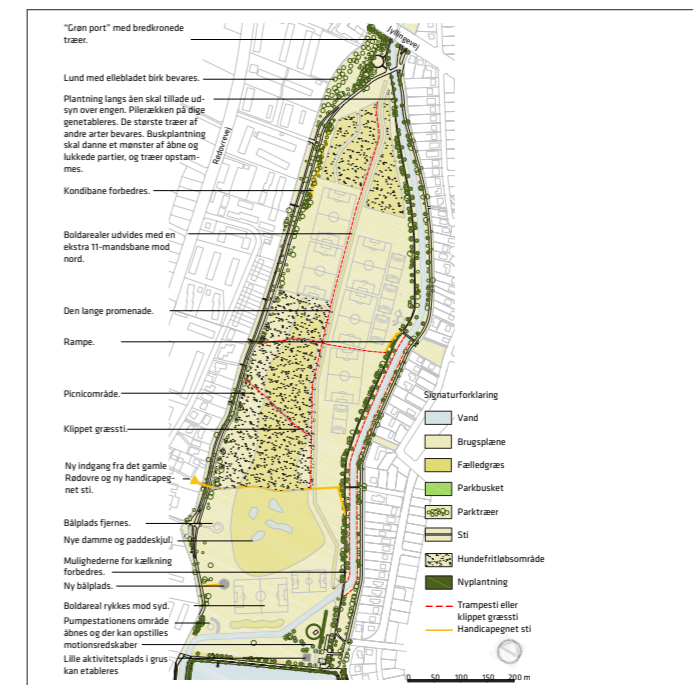 "Grøn port" med bredkronede
træer.
Jyllingevej
Lund med ellebladet birk bevares.
Plantning langs åen skal tillade ud-
syn over engen. Pilerækken på dige
genetableres. De største træer af
andre arter bevares. Buskplantning
skal danne et mønster af åbne og
lukkede partier, og træer opstam-
mes.
Rødovrevej
Kondibane forbedres.
Boldarealer udvides med en
ekstra 11-mandsbane mod
nord.
Den lange promenade.
Rampe.
Picnicområde.
Klippet græssti.
Ny indgang fra det gamle
Rødovre og ny handicapeg-
net sti.
Bålplads fjernes.
Nye damme og paddeskjul.
Mulighederne for kælkning
forbedres.
Ny bålplads.
Boldareal rykkes mod syd.
Pumpestationens område
åbnes og der kan opstilles
motionsredskaber
Lille aktivitetsplads i grus
kan etableres
Signaturforklaring
Vand
Brugsplæne
Fælledgræs
Parkbusket
Parktræer
Sti
Hundefritløbsområde
Nyplantning
Trampesti eller
klippet græssti
Handicapegnet sti
0 50 100 150 200 m